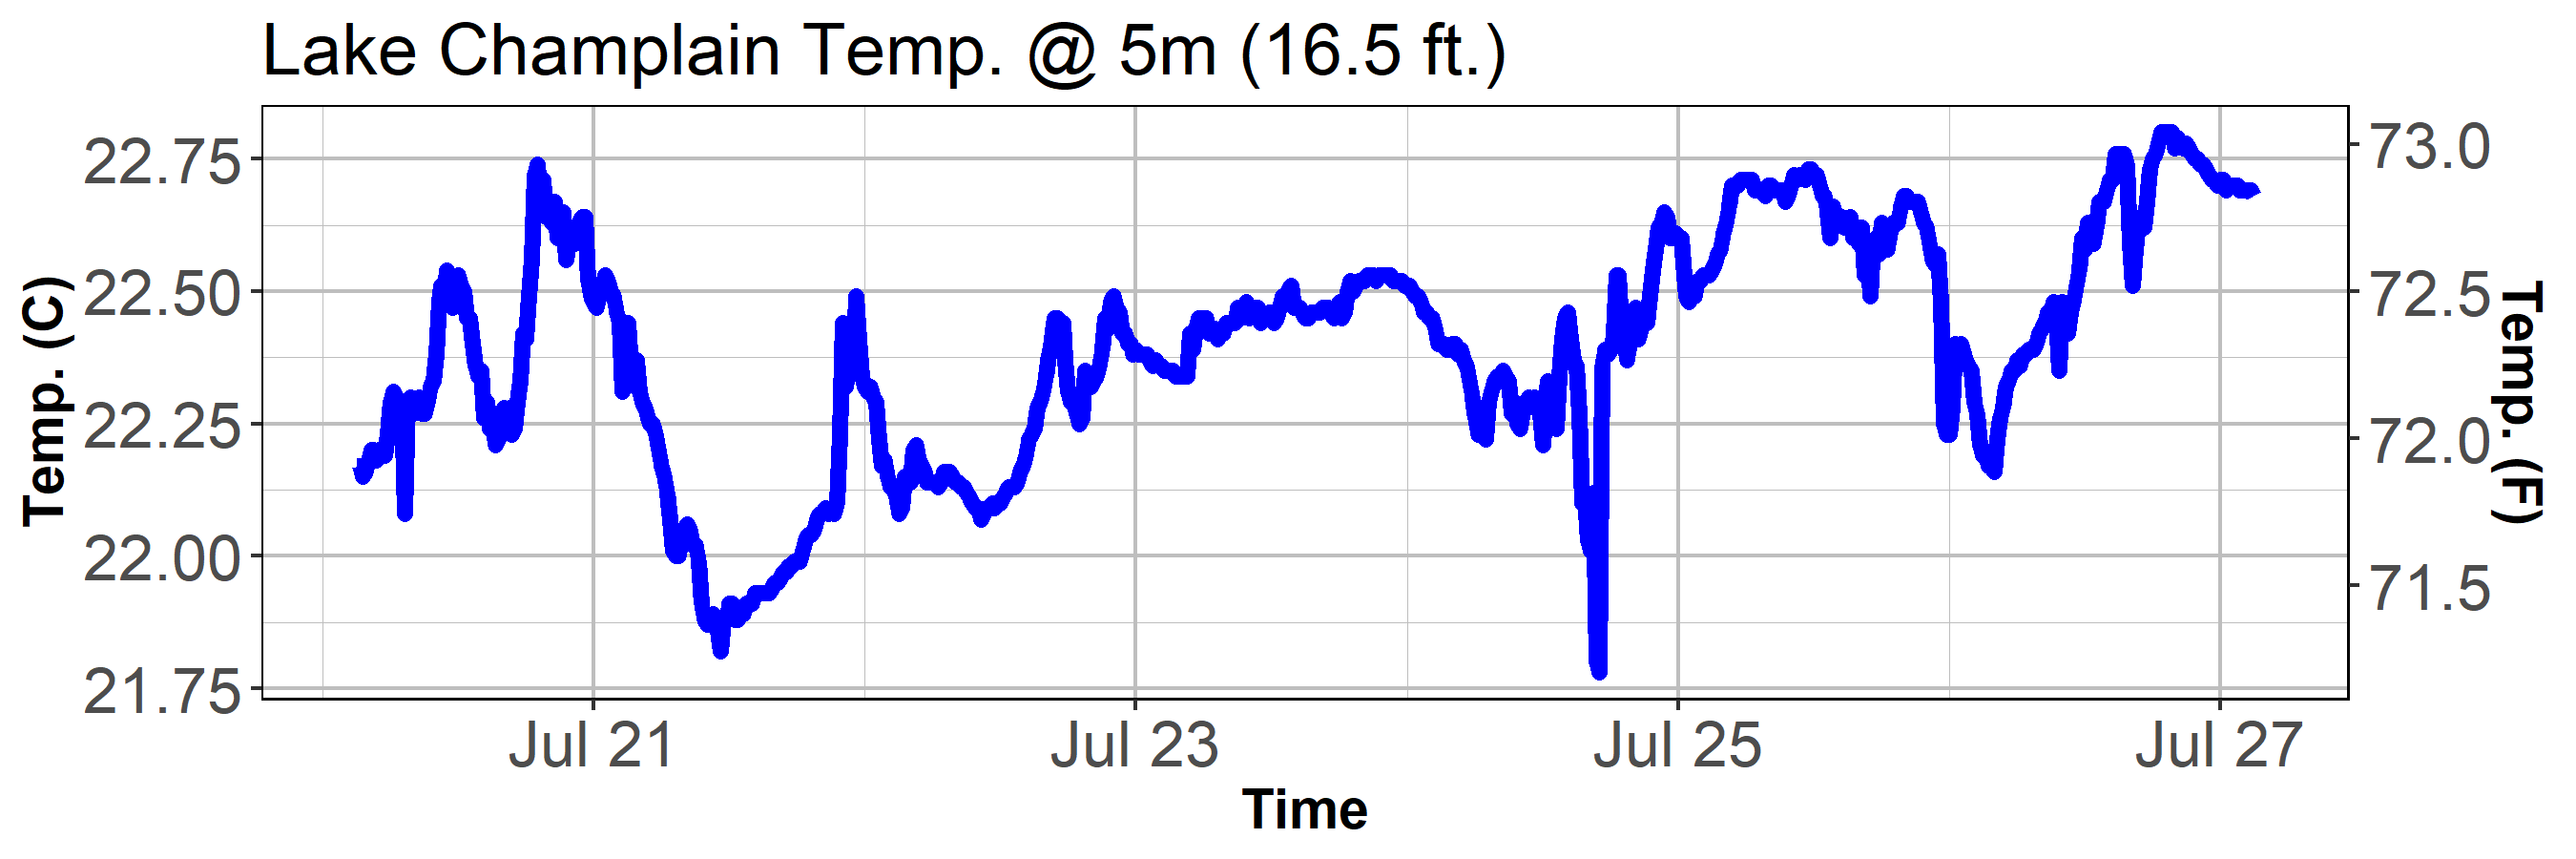 Lake Champlain Temp. @ 5m (16.5 ft.)
Temp. (C)
22.75
22.50
22.25
22.00
21.75
73.0
72.5
72.0
71.5
Temp. (F)
Jul 21
Jul 23
Jul 25
Jul 27
Time